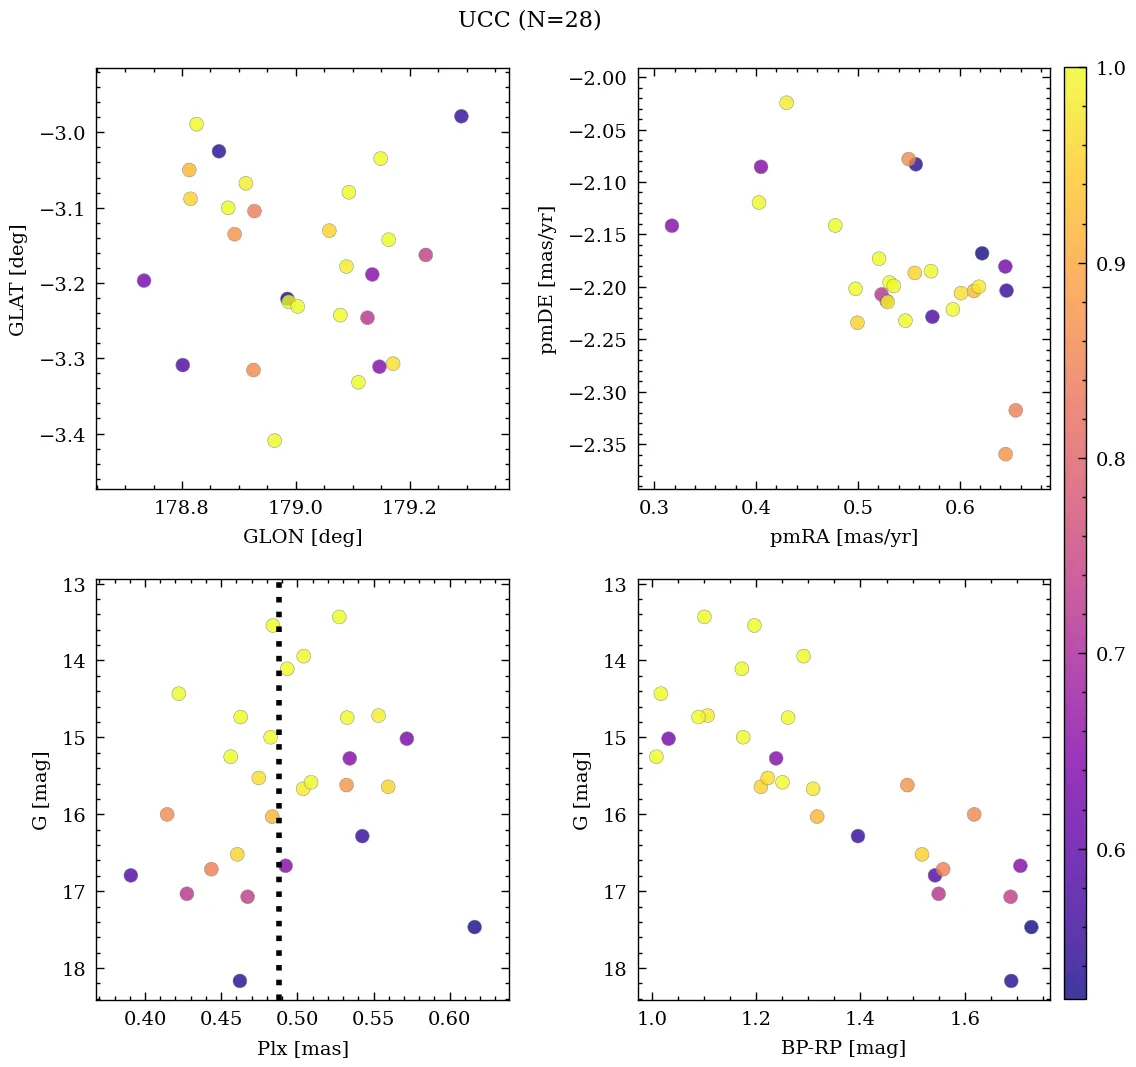 UCC (N=28)
−3.0
−3.1
−3.2
−3.3
−3.4
GLAT [deg]
178.8 179.0 179.2
GLON [deg]
−2.00
−2.05
−2.10
−2.15
−2.20
−2.25
−2.30
−2.35
pmDE [mas/yr]
0.3 0.4 0.5 0.6
pmRA [mas/yr]
13
14
15
16
17
18
G [mag]
0.40 0.45 0.50 0.55 0.60
Plx [mas]
13
14
15
16
17
18
G [mag]
1.0 1.2 1.4 1.6
BP-RP [mag]
1.0
0.9
0.8
0.7
0.6